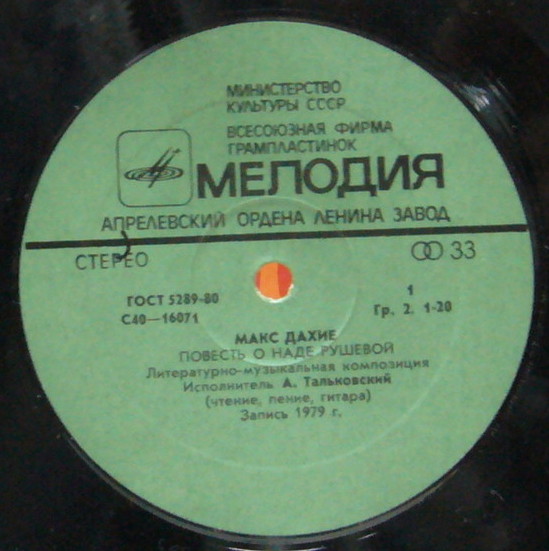 МИНИСТЕРСТВО
КУЛЬТУРЫ СССР
ВСЕСОЮЗНАЯ ФИРМА
ГРАМПЛАСТИНОК
МЕЛОДИЯ
АПРЕЛЕВСКИЙ ОРДЕНА ЛЕНИНА ЗАВОД
СТЕРЕО 33
ГОСТ 5289-80 1
С40—16071 Гр. 2. 1-20
МАКС ДАХИЕ
ПОВЕСТЬ О НАДЕ РУШЕВОЙ
Литературно-музыкальная композиция
Исполнитель А. Тальковский
(чтение, пение, гитара)
Запись 1979 г.